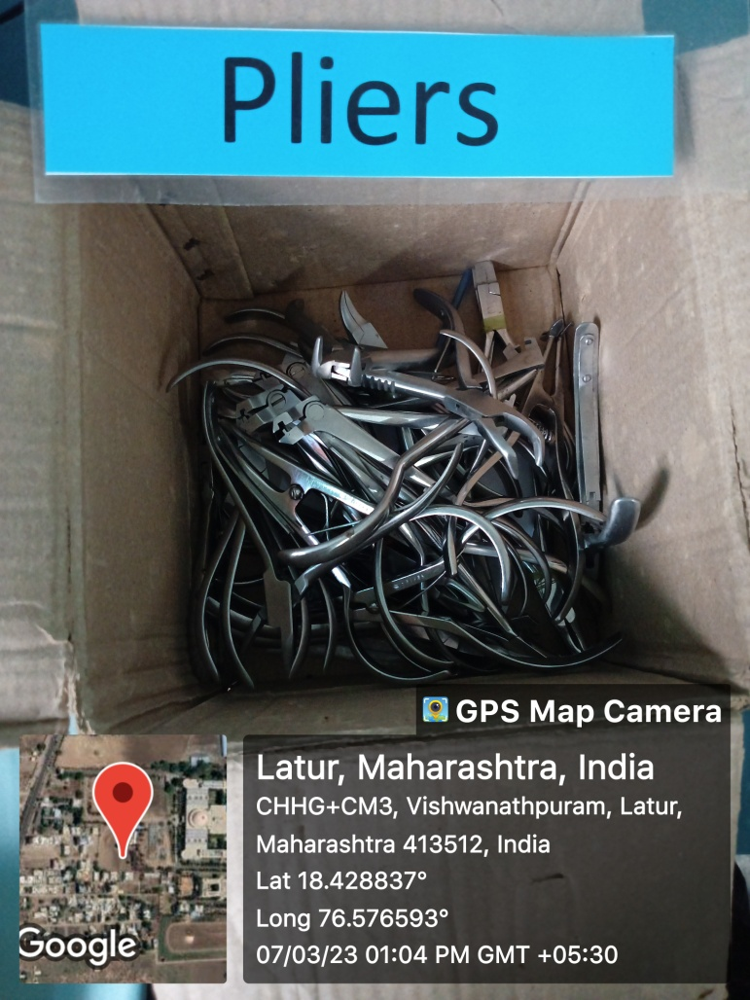 Pliers
GPS Map Camera
Latur, Maharashtra, India
CHHG+CM3, Vishwanathpuram, Latur,
Maharashtra 413512, India
Lat 18.428837°
Long 76.576593°
07/03/23 01:04 PM GMT +05:30
Google